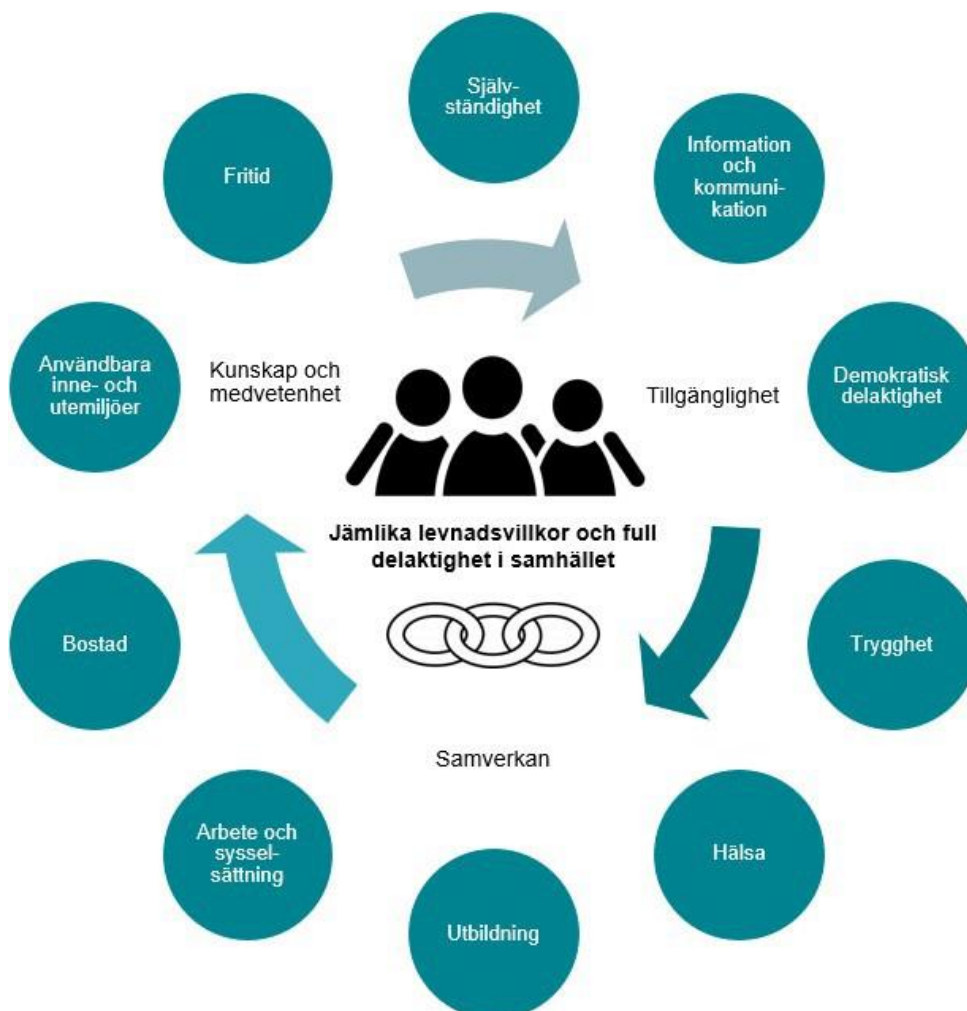 Själv-
ständighet
Information
och
kommuni-
kation
Fritid
Användbara
inne- och
utemiljöer
Kunskap och
medvetenhet
Tillgänglighet
Demokratisk
delaktighet
Jämlika levnadsvillkor och full
delaktighet i samhället
Bostad
Trygghet
Samverkan
Arbete och
syssel-
sättning
Hälsa
Utbildning